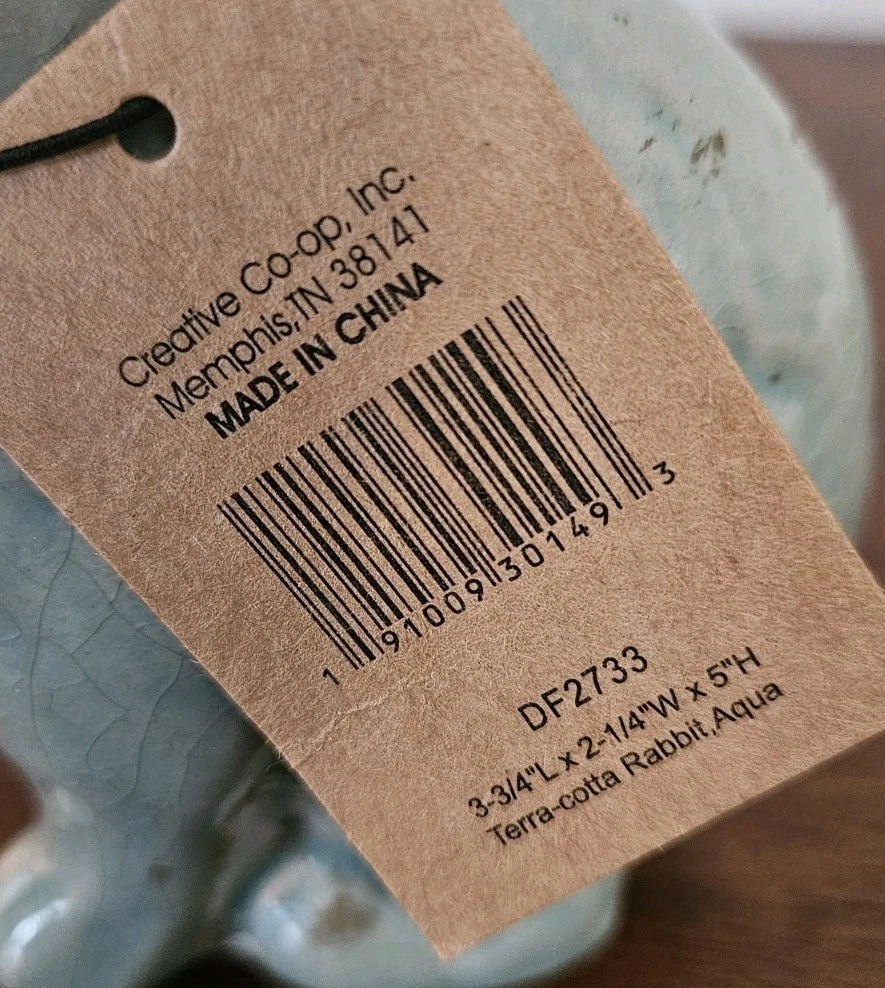 Creative Co-op, Inc.
Memphis, TN 38141
MADE IN CHINA
1 91009 30149 3
DF2733
3-3/4"L x 2-1/4"W x 5"H
Terra-cotta Rabbit,Aqua